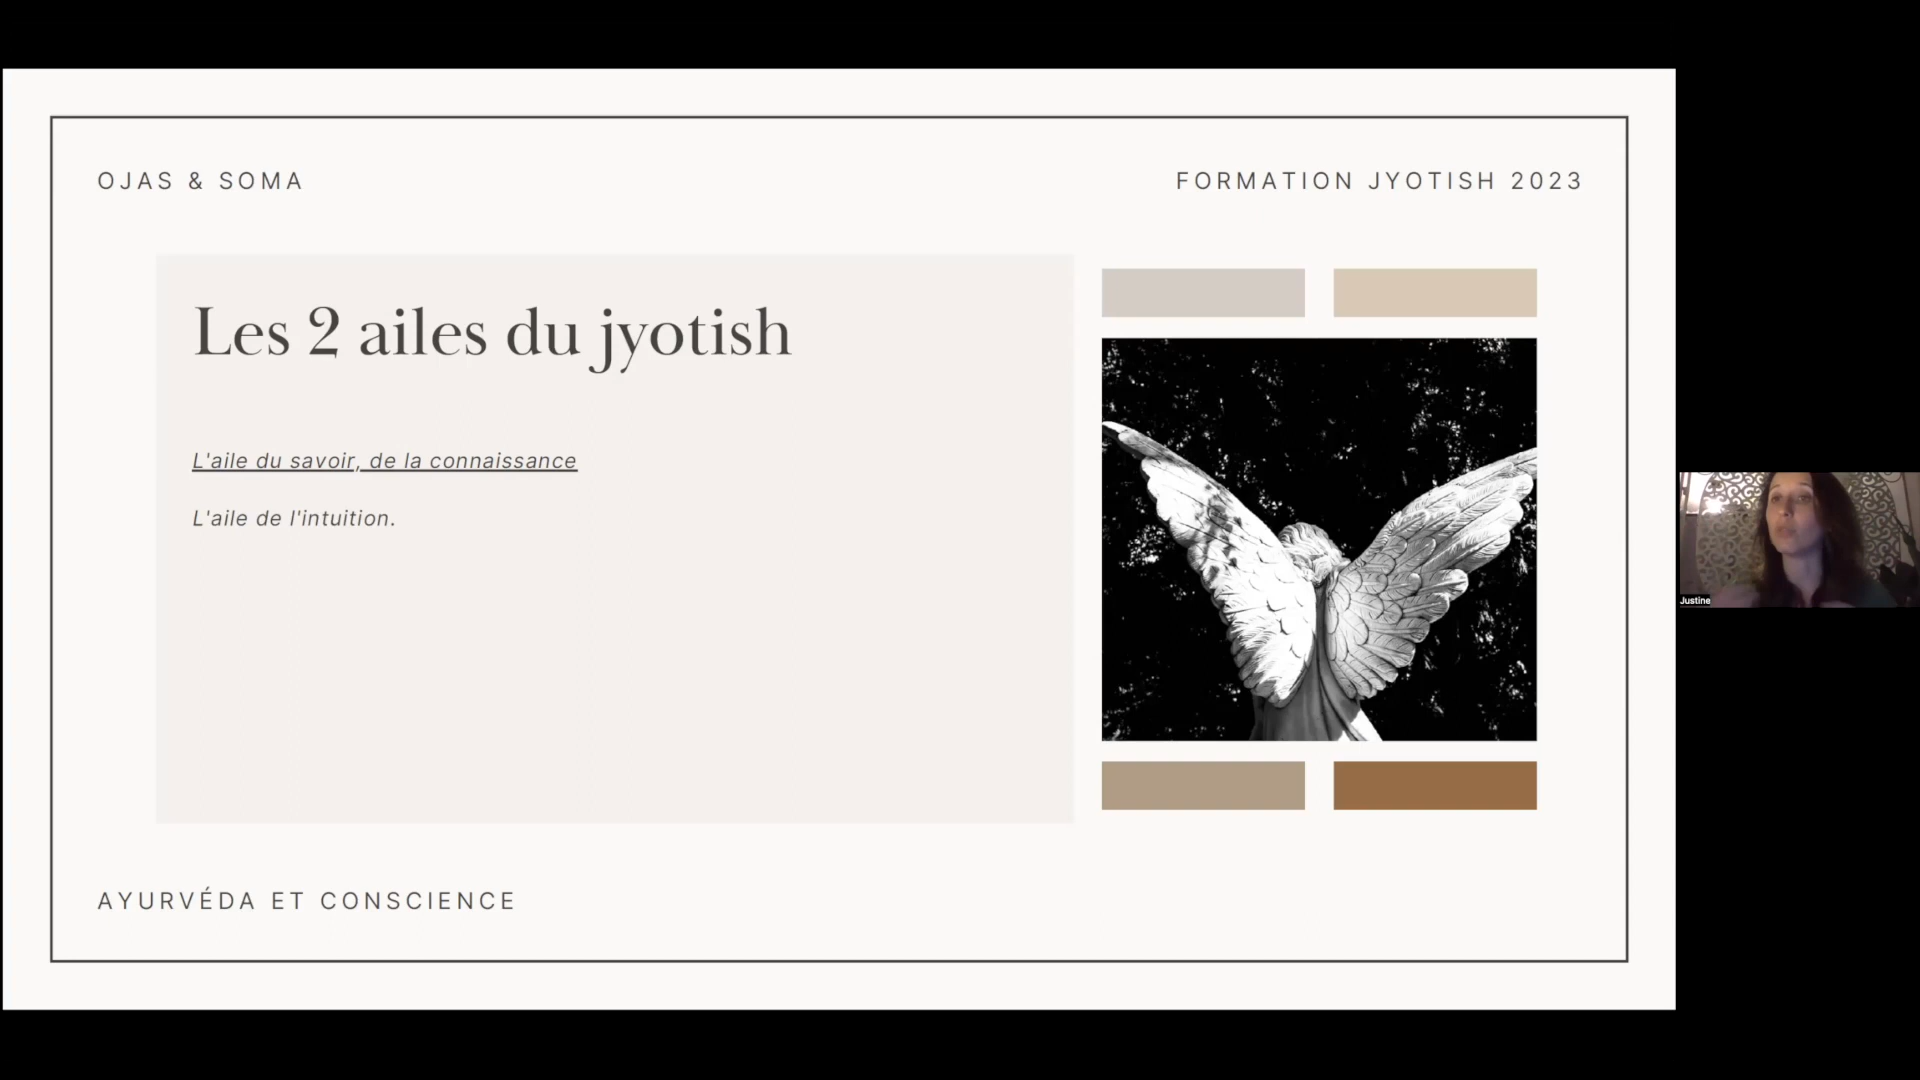 OJAS & SOMA
FORMATION JYOTISH 2023
Les 2 ailes du jyotish
L'aile du savoir, de la connaissance
L'aile de l'intuition.
AYURVÉDA ET CONSCIENCE
Justine